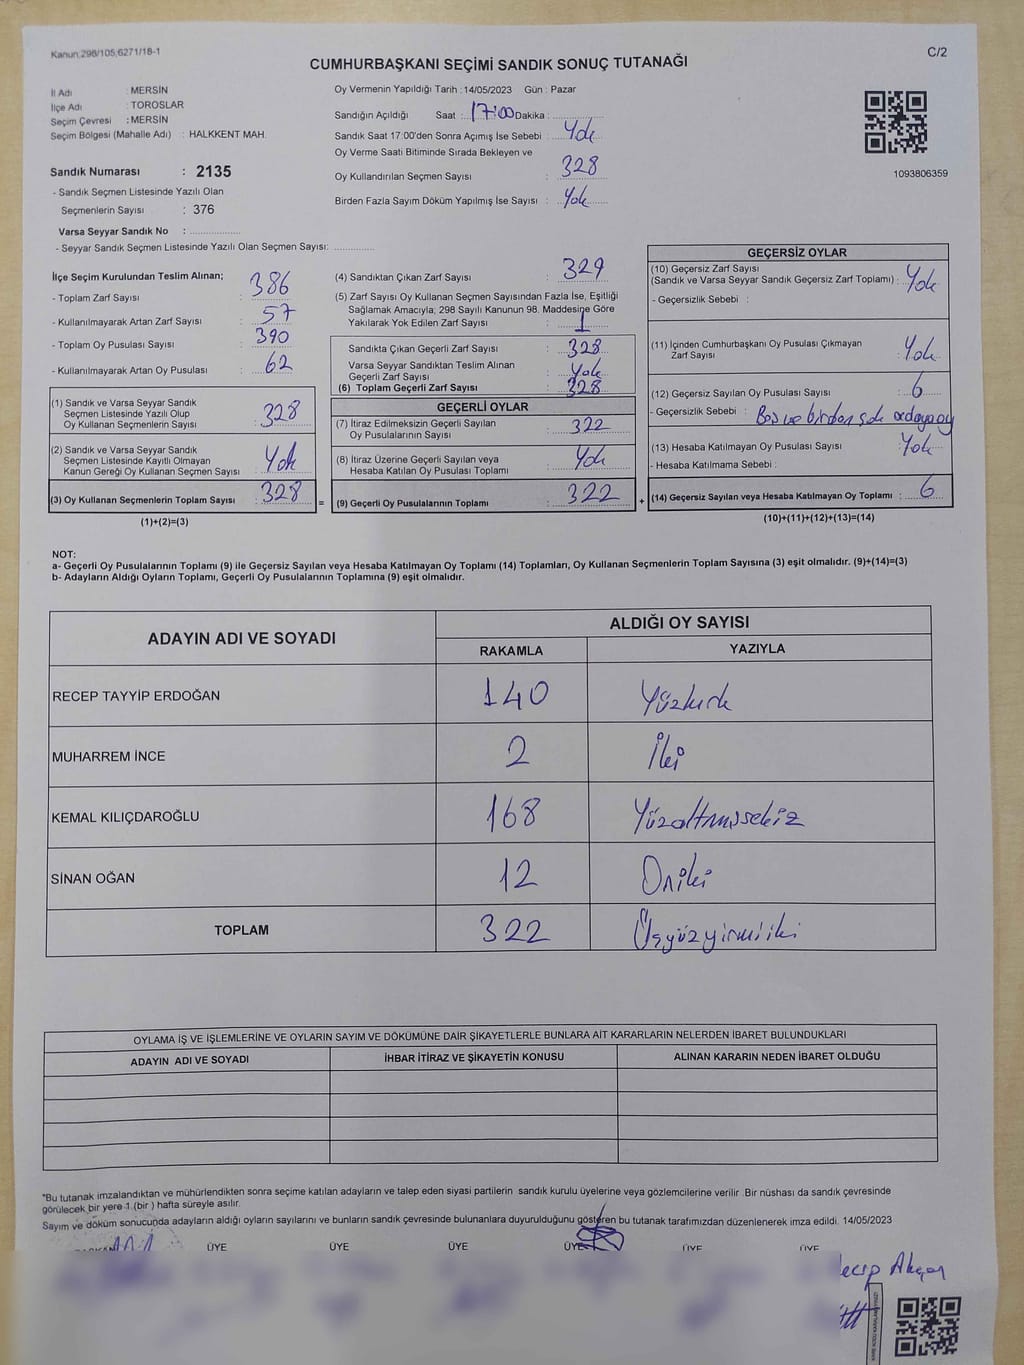 Kanun:298/105,6271/18-1
C/2
CUMHURBAŞKANI SEÇİMİ SANDIK SONUÇ TUTANAĞI
İl Adı : MERSİN
İlçe Adı : TOROSLAR
Seçim Çevresi : MERSİN
Seçim Bölgesi (Mahalle Adı) : HALKKENT MAH.
Sandık Numarası : 2135
- Sandık Seçmen Listesinde Yazılı Olan
Seçmenlerin Sayısı : 376
Varsa Seyyar Sandık No :
- Seyyar Sandık Seçmen Listesinde Yazılı Olan Seçmen Sayısı:
Oy Vermenin Yapıldığı Tarih : 14/05/2023 Gün : Pazar
Sandığın Açıldığı Saat : 17:00 Dakika :
Sandık Saat 17:00'den Sonra Açımış İse Sebebi : Yok
Oy Verme Saati Bitiminde Sırada Bekleyen ve
Oy Kullandırılan Seçmen Sayısı : 328
Birden Fazla Sayım Döküm Yapılmış İse Sayısı : Yok
1093806359
İlçe Seçim Kurulundan Teslim Alınan;
- Toplam Zarf Sayısı : 386
- Kullanılmayarak Artan Zarf Sayısı : 57
- Toplam Oy Pusulası Sayısı : 390
- Kullanılmayarak Artan Oy Pusulası : 62
(1) Sandık ve Varsa Seyyar Sandık
Seçmen Listesinde Yazılı Olup
Oy Kullanan Seçmenlerin Sayısı : 328
(2) Sandık ve Varsa Seyyar Sandık
Seçmen Listesinde Kayıtlı Olmayan
Kanun Gereği Oy Kullanan Seçmen Sayısı : Yok
(3) Oy Kullanan Seçmenlerin Toplam Sayısı : 328 =
(1)+(2)=(3)
(4) Sandıktan Çıkan Zarf Sayısı : 329
(5) Zarf Sayısı Oy Kullanan Seçmen Sayısından Fazla İse, Eşitliği
Sağlamak Amacıyla; 298 Sayılı Kanunun 98. Maddesine Göre
Yakılarak Yok Edilen Zarf Sayısı : 1
Sandıkta Çıkan Geçerli Zarf Sayısı : 328
Varsa Seyyar Sandıktan Teslim Alınan
Geçerli Zarf Sayısı : Yok
(6) Toplam Geçerli Zarf Sayısı : 328
GEÇERLİ OYLAR
(7) İtiraz Edilmeksizin Geçerli Sayılan
Oy Pusulalarının Sayısı : 322
(8) İtiraz Üzerine Geçerli Sayılan veya
Hesaba Katılan Oy Pusulası Toplamı : Yok
(9) Geçerli Oy Pusulalarının Toplamı : 322 +
GEÇERSİZ OYLAR
(10) Geçersiz Zarf Sayısı
(Sandık ve Varsa Seyyar Sandık Geçersiz Zarf Toplamı) : Yok
- Geçersizlik Sebebi :
(11) İçinden Cumhurbaşkanı Oy Pusulası Çıkmayan
Zarf Sayısı : Yok
(12) Geçersiz Sayılan Oy Pusulası Sayısı : 6
- Geçersizlik Sebebi : Boş ve birden çok adaya oy
(13) Hesaba Katılmayan Oy Pusulası Sayısı : Yok
- Hesaba Katılmama Sebebi :
(14) Geçersiz Sayılan veya Hesaba Katılmayan Oy Toplamı : 6
(10)+(11)+(12)+(13)=(14)
NOT:
a- Geçerli Oy Pusulalarının Toplamı (9) ile Geçersiz Sayılan veya Hesaba Katılmayan Oy Toplamı (14) Toplamları, Oy Kullanan Seçmenlerin Toplam Sayısına (3) eşit olmalıdır. (9)+(14)=(3)
b- Adayların Aldığı Oyların Toplamı, Geçerli Oy Pusulalarının Toplamına (9) eşit olmalıdır.
ADAYIN ADI VE SOYADI
ALDIĞI OY SAYISI
RAKAMLA YAZIYLA
RECEP TAYYİP ERDOĞAN 140 Yüzkırk
MUHARREM İNCE 2 İki
KEMAL KILIÇDAROĞLU 168 Yüzaltmışsekiz
SİNAN OĞAN 12 Oniki
TOPLAM 322 Üçyüzyirmiiki
OYLAMA İŞ VE İŞLEMLERİNE VE OYLARIN SAYIM VE DÖKÜMÜNE DAİR ŞİKAYETLERLE BUNLARA AİT KARARLARIN NELERDEN İBARET BULUNDUKLARI
ADAYIN ADI VE SOYADI İHBAR İTİRAZ VE ŞİKAYETİN KONUSU ALINAN KARARIN NEDEN İBARET OLDUĞU
*Bu tutanak imzalandıktan ve mühürlendikten sonra seçime katılan adayların ve talep eden siyasi partilerin sandık kurulu üyelerine veya gözlemcilerine verilir .Bir nüshası da sandık çevresinde
görülecek bir yere 1 (bir) hafta süreyle asılır.
Sayım ve döküm sonucunda adayların aldığı oyların sayılarını ve bunların sandık çevresinde bulunanlara duyurulduğunu gösteren bu tutanak tarafımızdan düzenlenerek imza edildi. 14/05/2023
ÜYE ÜYE ÜYE ÜYE ÜYE ÜYE